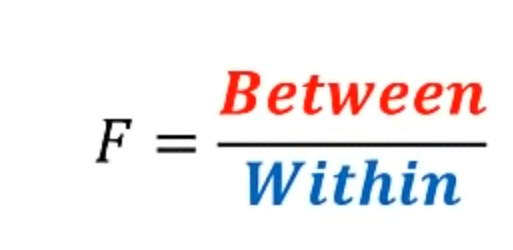 Between
F =
Within